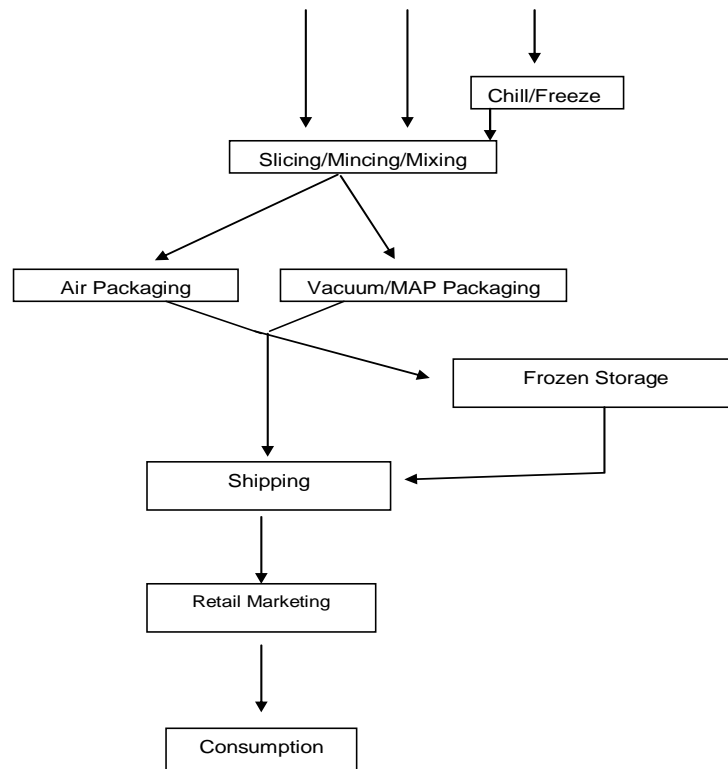 Chill/Freeze
Slicing/Mincing/Mixing
Air Packaging
Vacuum/MAP Packaging
Frozen Storage
Shipping
Retail Marketing
Consumption